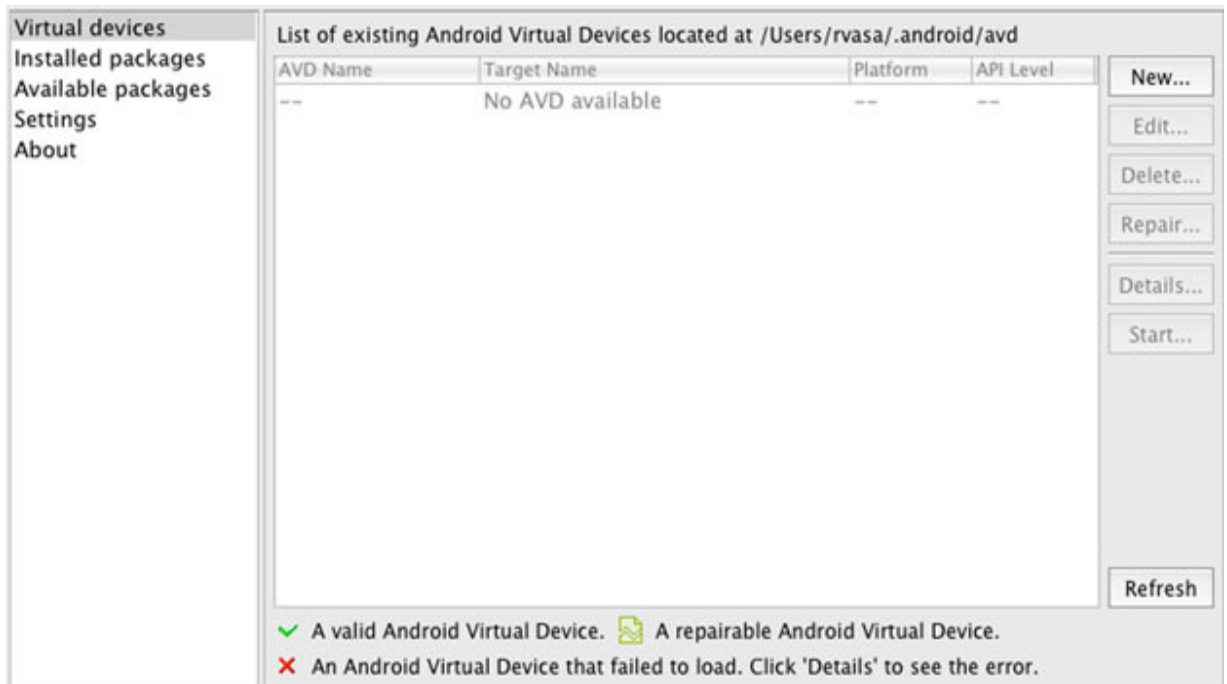 Virtual devices
Installed packages
Available packages
Settings
About
List of existing Android Virtual Devices located at /Users/rvasa/.android/avd
AVD Name Target Name Platform API Level
-- No AVD available -- --
New...
Edit...
Delete...
Repair...
Details...
Start...
Refresh
A valid Android Virtual Device. A repairable Android Virtual Device.
An Android Virtual Device that failed to load. Click 'Details' to see the error.